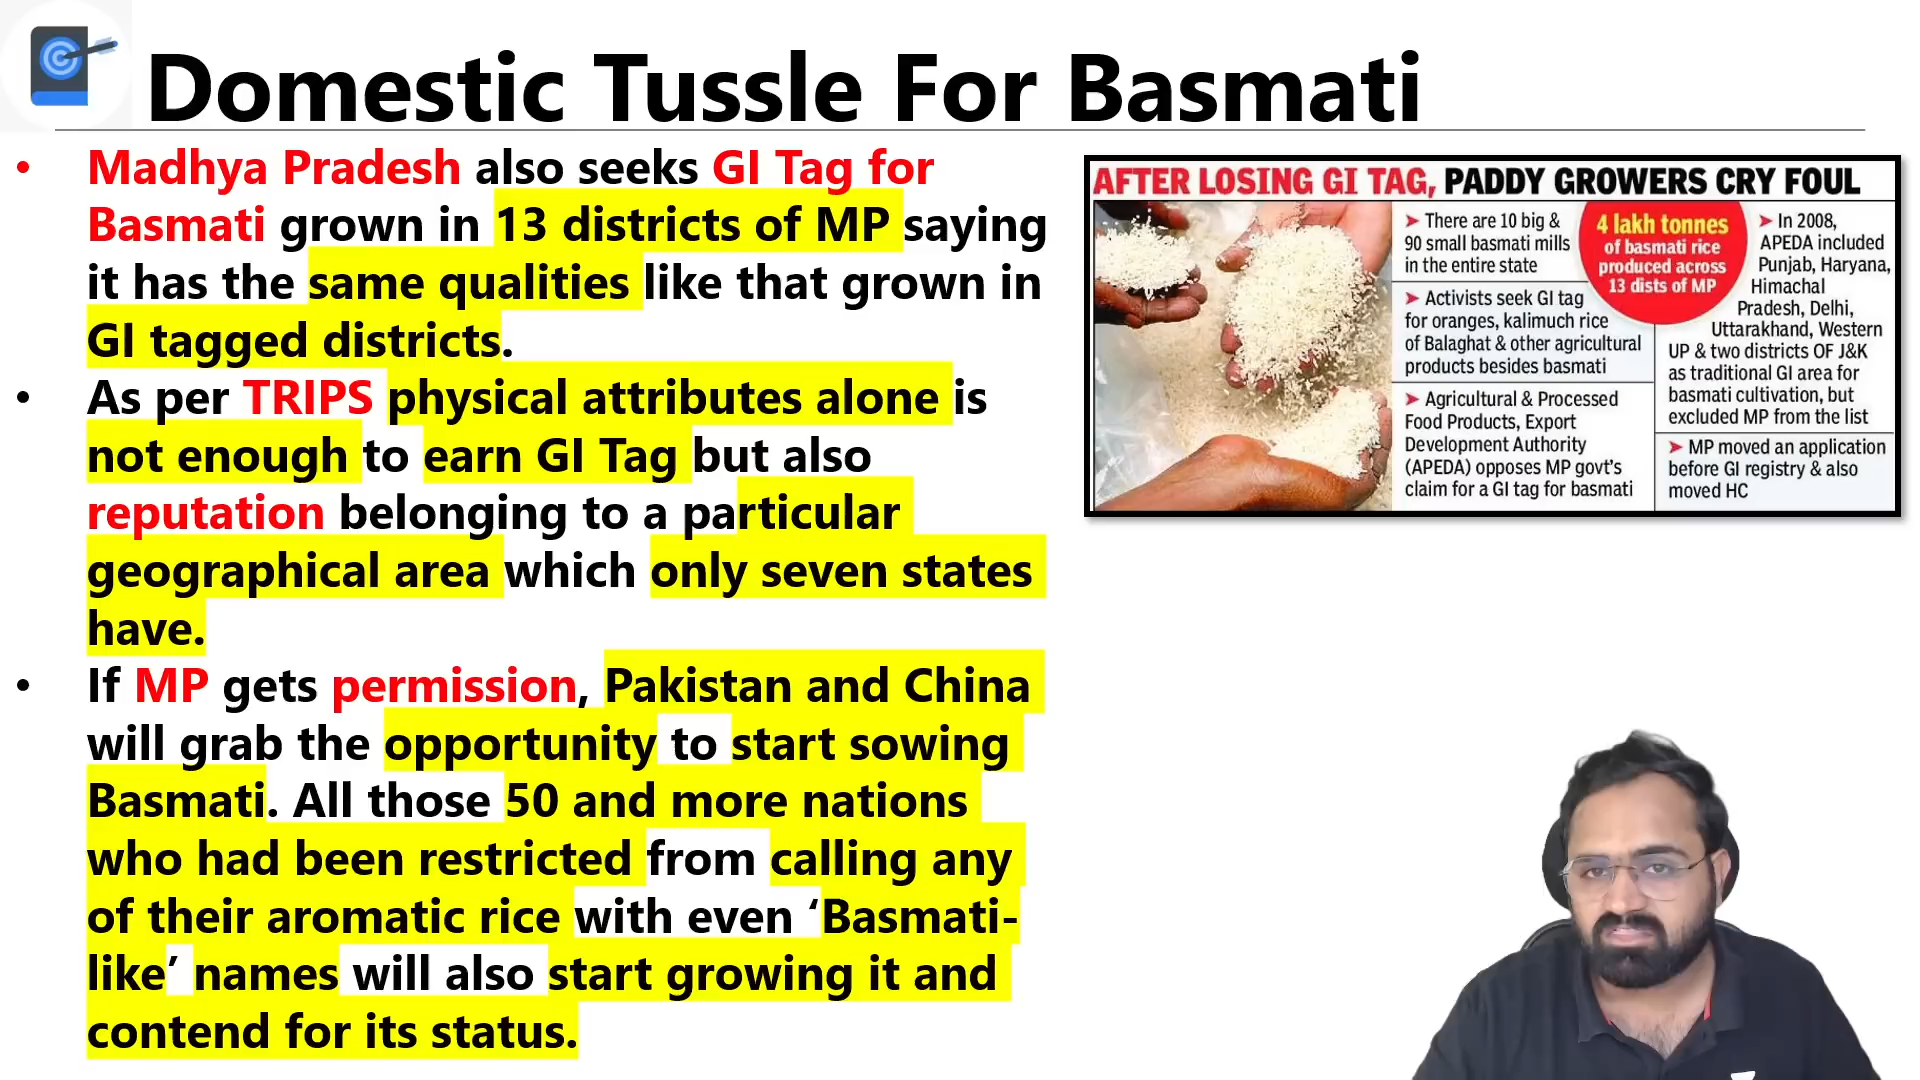 Domestic Tussle For Basmati
• Madhya Pradesh also seeks GI Tag for
Basmati grown in 13 districts of MP saying
it has the same qualities like that grown in
GI tagged districts.
• As per TRIPS physical attributes alone is
not enough to earn GI Tag but also
reputation belonging to a particular
geographical area which only seven states
have.
• If MP gets permission, Pakistan and China
will grab the opportunity to start sowing
Basmati. All those 50 and more nations
who had been restricted from calling any
of their aromatic rice with even ‘Basmati-
like’ names will also start growing it and
contend for its status.
AFTER LOSING GI TAG, PADDY GROWERS CRY FOUL
➤ There are 10 big &
90 small basmati mills
in the entire state
➤ Activists seek GI tag
for oranges, kalimuch rice
of Balaghat & other agricultural
products besides basmati
➤ Agricultural & Processed
Food Products, Export
Development Authority
(APEDA) opposes MP govt’s
claim for a GI tag for basmati
4 lakh tonnes
of basmati rice
produced across
13 dists of MP
➤ In 2008,
APEDA included
Punjab, Haryana,
Himachal
Pradesh, Delhi,
Uttarakhand, Western
UP & two districts OF J&K
as traditional GI area for
basmati cultivation, but
excluded MP from the list
➤ MP moved an application
before GI registry & also
moved HC